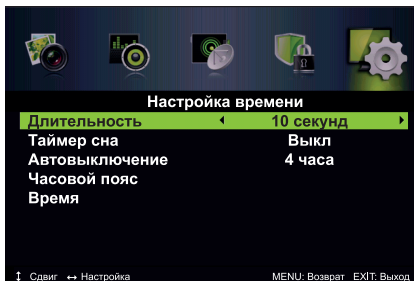 Настройка времени
Длительность 10 секунд
Таймер сна Выкл
Автовыключение 4 часа
Часовой пояс
Время
Сдвиг Настройка MENU: Возврат EXIT: Выход